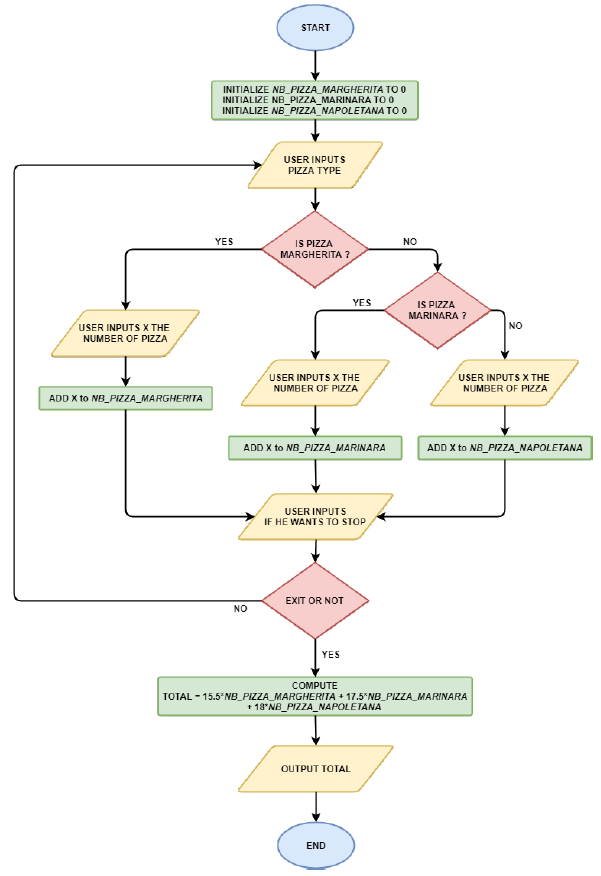 START
INITIALIZE NB_PIZZA_MARGHERITA TO 0
INITIALIZE NB_PIZZA_MARINARA TO 0
INITIALIZE NB_PIZZA_NAPOLETANA TO 0
USER INPUTS
PIZZA TYPE
IS PIZZA
MARGHERITA ?
YES
NO
IS PIZZA
MARINARA ?
YES
NO
USER INPUTS X THE
NUMBER OF PIZZA
ADD X to NB_PIZZA_MARGHERITA
USER INPUTS X THE
NUMBER OF PIZZA
ADD X to NB_PIZZA_MARINARA
USER INPUTS X THE
NUMBER OF PIZZA
ADD X to NB_PIZZA_NAPOLETANA
USER INPUTS
IF HE WANTS TO STOP
EXIT OR NOT
NO
YES
COMPUTE
TOTAL = 15.5*NB_PIZZA_MARGHERITA + 17.5*NB_PIZZA_MARINARA
+ 18*NB_PIZZA_NAPOLETANA
OUTPUT TOTAL
END